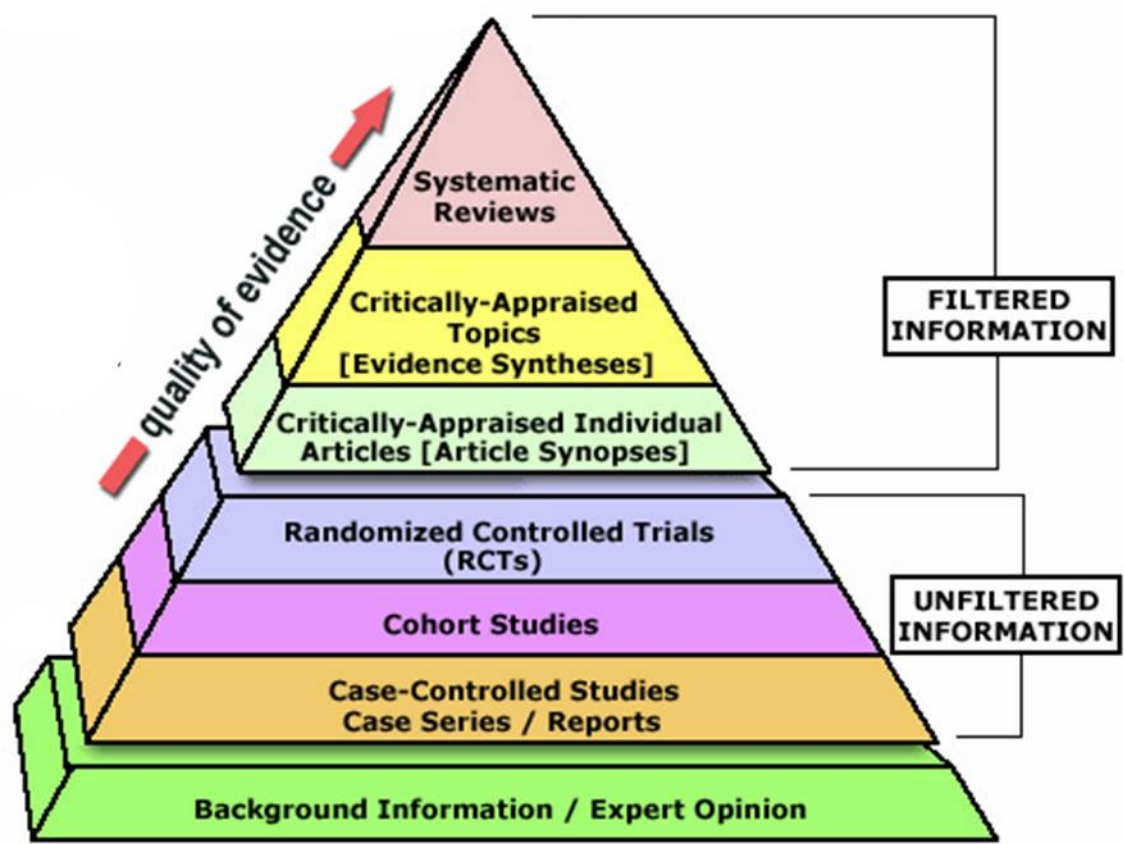 quality of evidence
Systematic
Reviews
Critically-Appraised
Topics
[Evidence Syntheses]
FILTERED
INFORMATION
Critically-Appraised Individual
Articles [Article Synopses]
Randomized Controlled Trials
(RCTs)
UNFILTERED
INFORMATION
Cohort Studies
Case-Controlled Studies
Case Series / Reports
Background Information / Expert Opinion